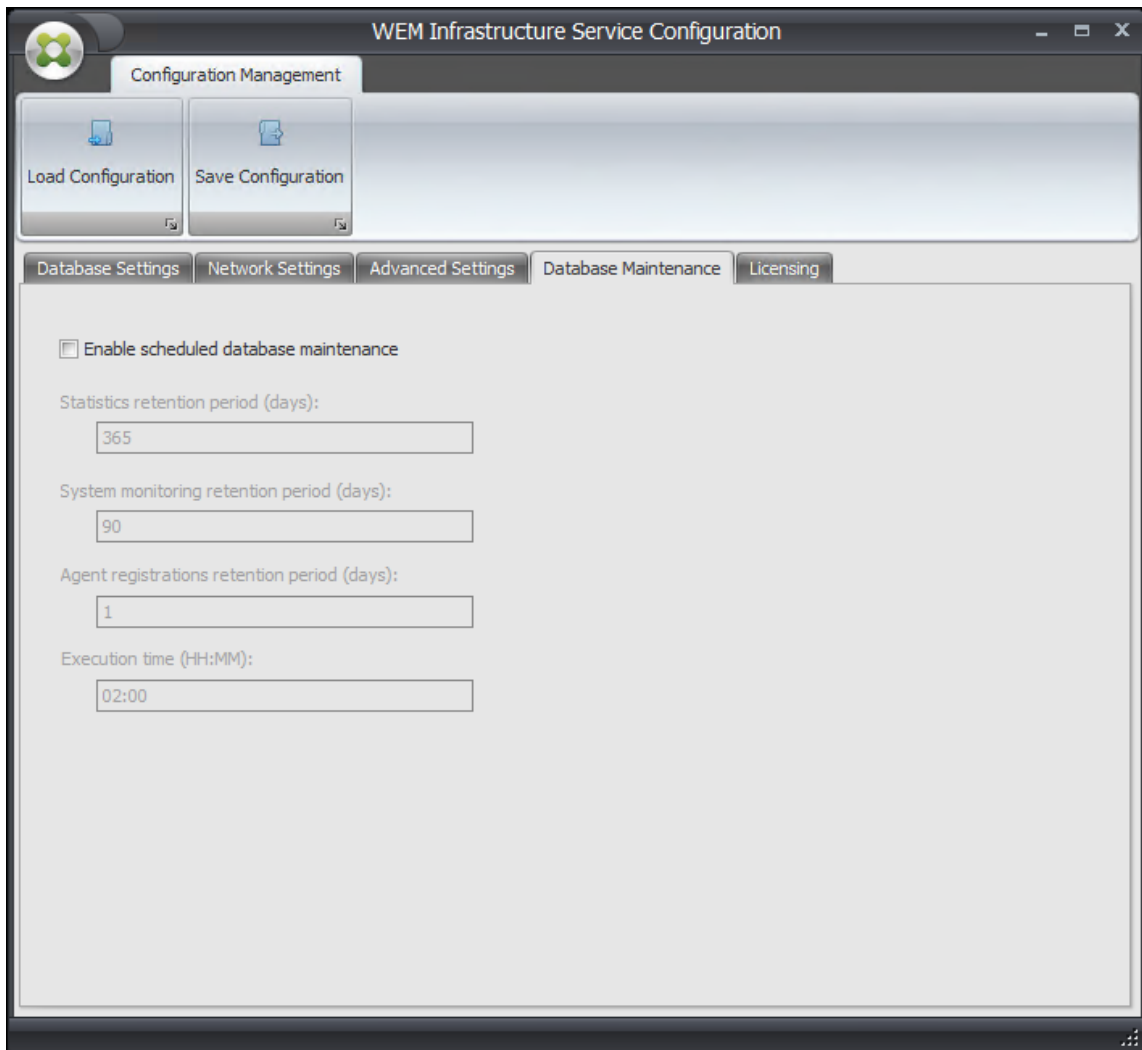 WEM Infrastructure Service Configuration
Configuration Management
Load Configuration Save Configuration
Database Settings Network Settings Advanced Settings Database Maintenance Licensing
Enable scheduled database maintenance
Statistics retention period (days):
365
System monitoring retention period (days):
90
Agent registrations retention period (days):
1
Execution time (HH:MM):
02:00